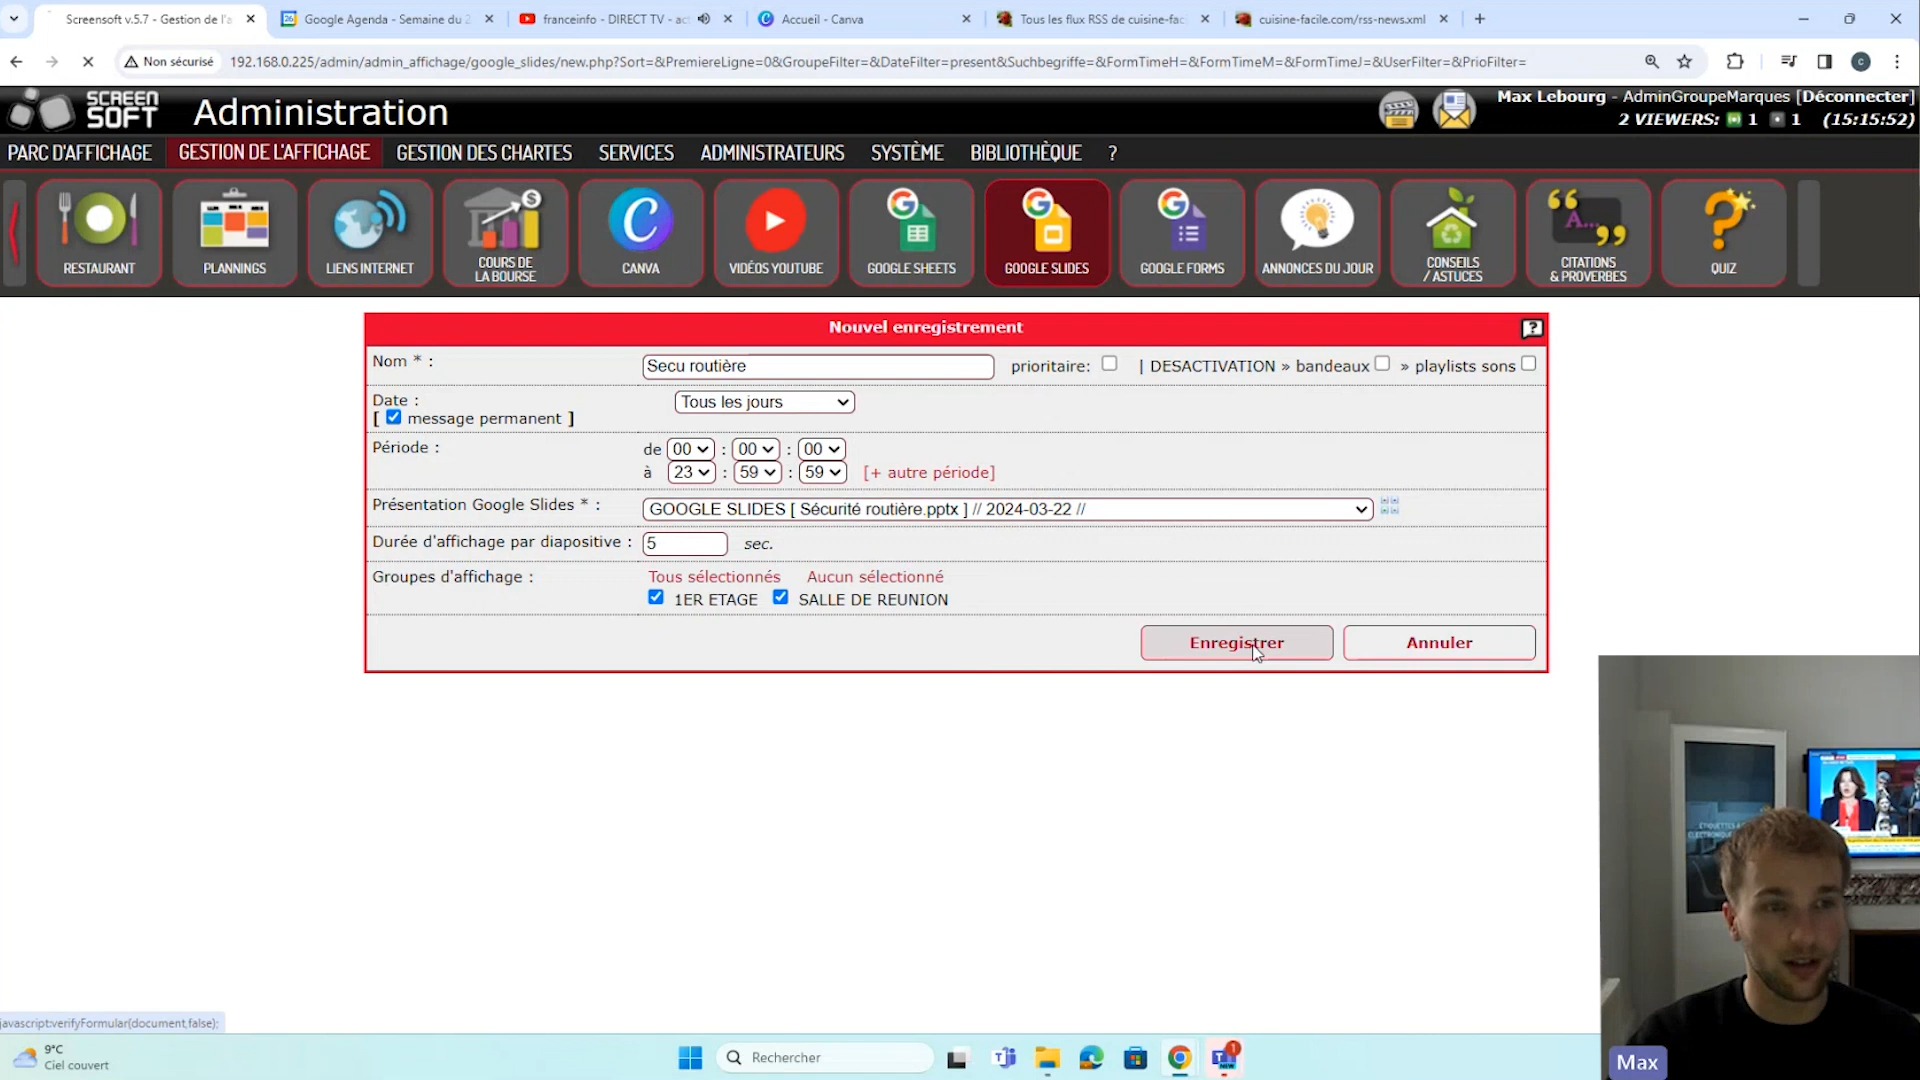 Screensoft v.5.7 - Gestion de l'a
Google Agenda - Semaine du 2
franceinfo - DIRECT TV - ac
Accueil - Canva
Tous les flux RSS de cuisine-fac
cuisine-facile.com/rss-news.xml
Non sécurisé
192.168.0.225/admin/admin_affichage/google_slides/new.php?Sort=&PremiereLigne=0&GroupeFilter=&DateFilter=present&Suchbegriffe=&FormTimeH=&FormTimeM=&FormTimeJ=&UserFilter=&PrioFilter=
C
SCREEN
SOFT
Administration
Max Lebourg - AdminGroupeMarques [Déconnecter]
2 VIEWERS: 1 1 (15:15:52)
PARC D'AFFICHAGE
GESTION DE L'AFFICHAGE
GESTION DES CHARTES
SERVICES
ADMINISTRATEURS
SYSTÈME
BIBLIOTHÈQUE
?
RESTAURANT
PLANNINGS
LIENS INTERNET
COURS DE
LA BOURSE
CANVA
VIDÉOS YOUTUBE
GOOGLE SHEETS
GOOGLE SLIDES
GOOGLE FORMS
ANNONCES DU JOUR
CONSEILS
/ ASTUCES
CITATIONS
& PROVERBES
QUIZ
Nouvel enregistrement
?
Nom * :
Secu routière
prioritaire:
| DESACTIVATION » bandeaux
» playlists sons
Date :
[ message permanent ]
Tous les jours
Période :
de 00 : 00 : 00
à 23 : 59 : 59 [+ autre période]
Présentation Google Slides * :
GOOGLE SLIDES [ Sécurité routière.pptx ] // 2024-03-22 //
Durée d'affichage par diapositive :
5
sec.
Groupes d'affichage :
Tous sélectionnés
Aucun sélectionné
1ER ETAGE
SALLE DE REUNION
Enregistrer
Annuler
javascript:verifyFormular(document,false);
9°C
Ciel couvert
Rechercher
1
NEW
Max